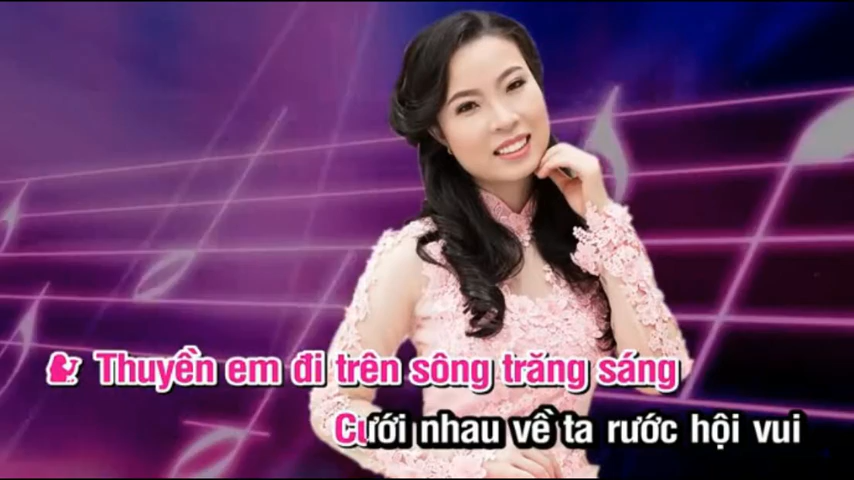 Thuyền em đi trên sông trăng sáng
Cưới nhau về ta rước hội vui